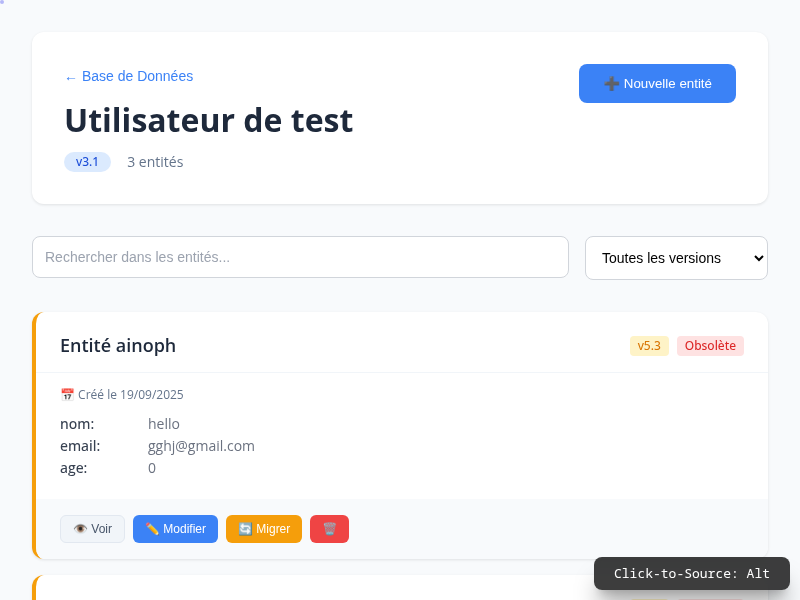 ← Base de Données
➕ Nouvelle entité
Utilisateur de test
v3.1 3 entités
Rechercher dans les entités...
Toutes les versions
Entité ainoph
v5.3 Obsolète
📅 Créé le 19/09/2025
nom: hello
email: gghj@gmail.com
age: 0
👁️ Voir ✏️ Modifier 🔄 Migrer 🗑️
Click-to-Source: Alt